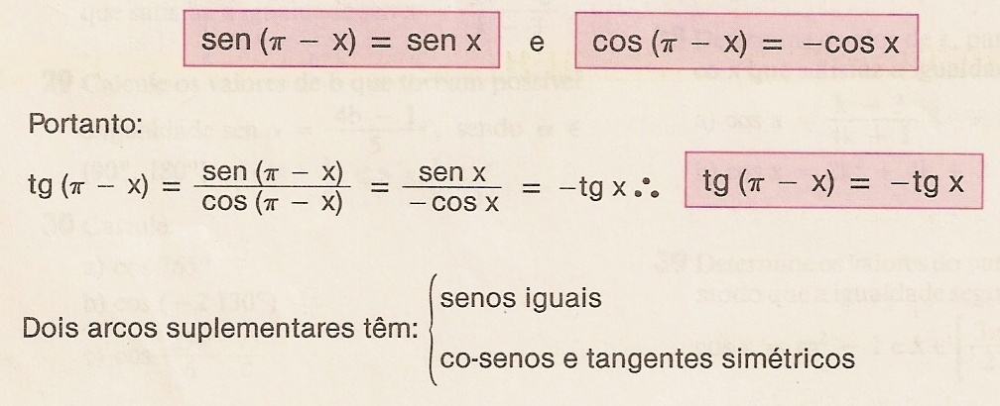 sen (π − x) = sen x e cos (π − x) = −cos x
Portanto:
tg (π − x) = sen (π − x) / cos (π − x) = sen x / −cos x = −tg x ∴ tg (π − x) = −tg x
Dois arcos suplementares têm: { senos iguais
co-senos e tangentes simétricos